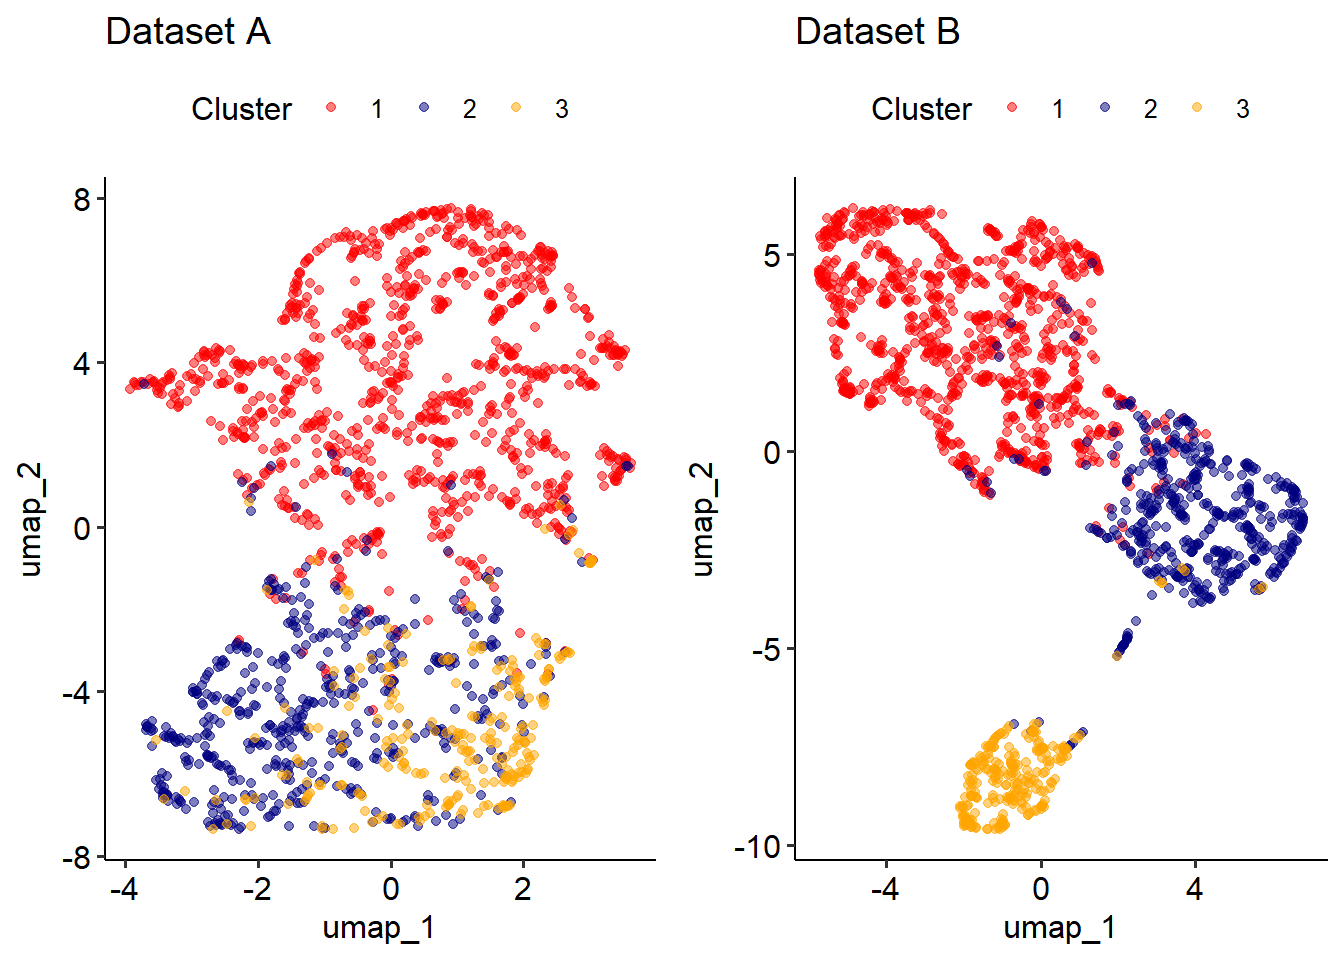 Dataset A
Cluster 1 2 3
8
4
0
-4
-8
umap_2
-4 -2 0 2
umap_1
Dataset B
Cluster 1 2 3
5
0
-5
-10
umap_2
-4 0 4
umap_1